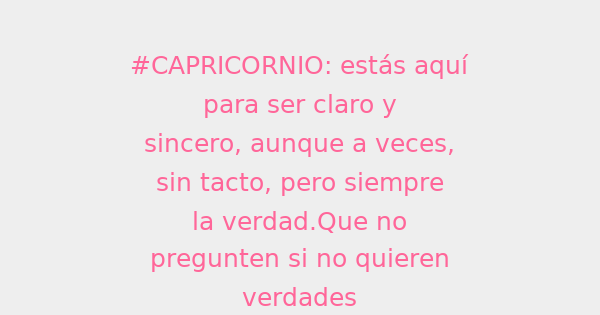 #CAPRICORNIO: estás aquí
para ser claro y
sincero, aunque a veces,
sin tacto, pero siempre
la verdad.Que no
pregunten si no quieren
verdades